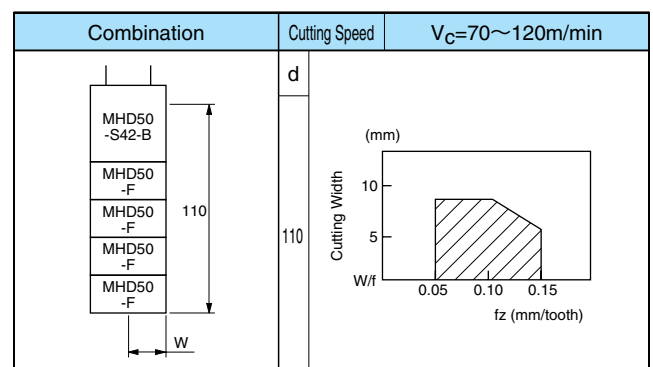 Combination
Cutting Speed
VC=70～120m/min
d
MHD50
-S42-B
MHD50
-F
MHD50
-F
MHD50
-F
MHD50
-F
110
W
110
(mm)
Cutting Width
10
5
W/f
0.05 0.10 0.15
fz (mm/tooth)